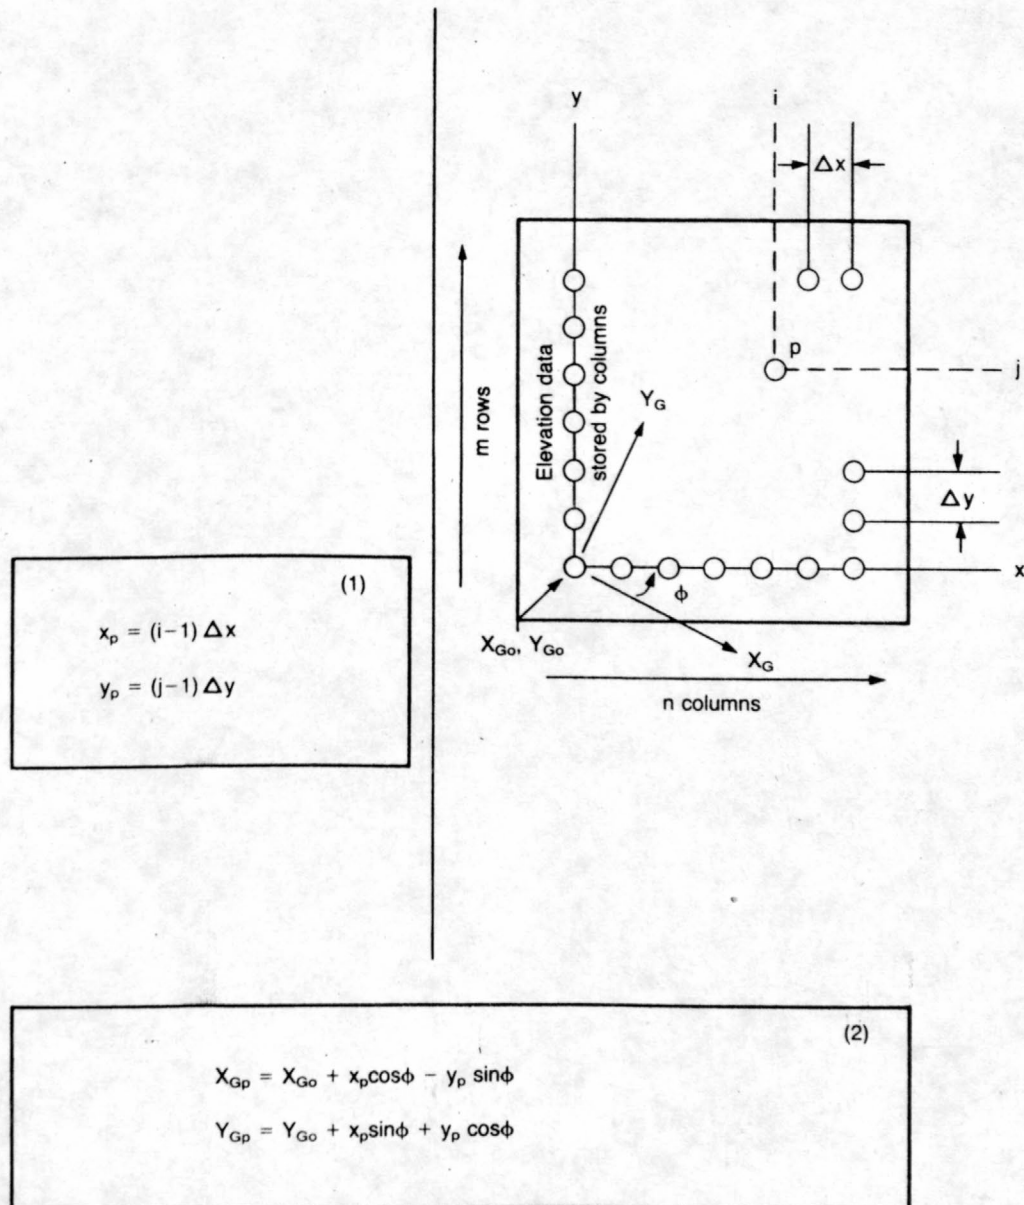 y
i
Δx
m rows
Elevation data
stored by columns
p
j
Y_G
Δy
φ
x
X_Go, Y_Go
X_G
n columns
(1)
x_p = (i-1) Δx
y_p = (j-1) Δy
(2)
X_Gp = X_Go + x_p cosφ - y_p sinφ
Y_Gp = Y_Go + x_p sinφ + y_p cosφ